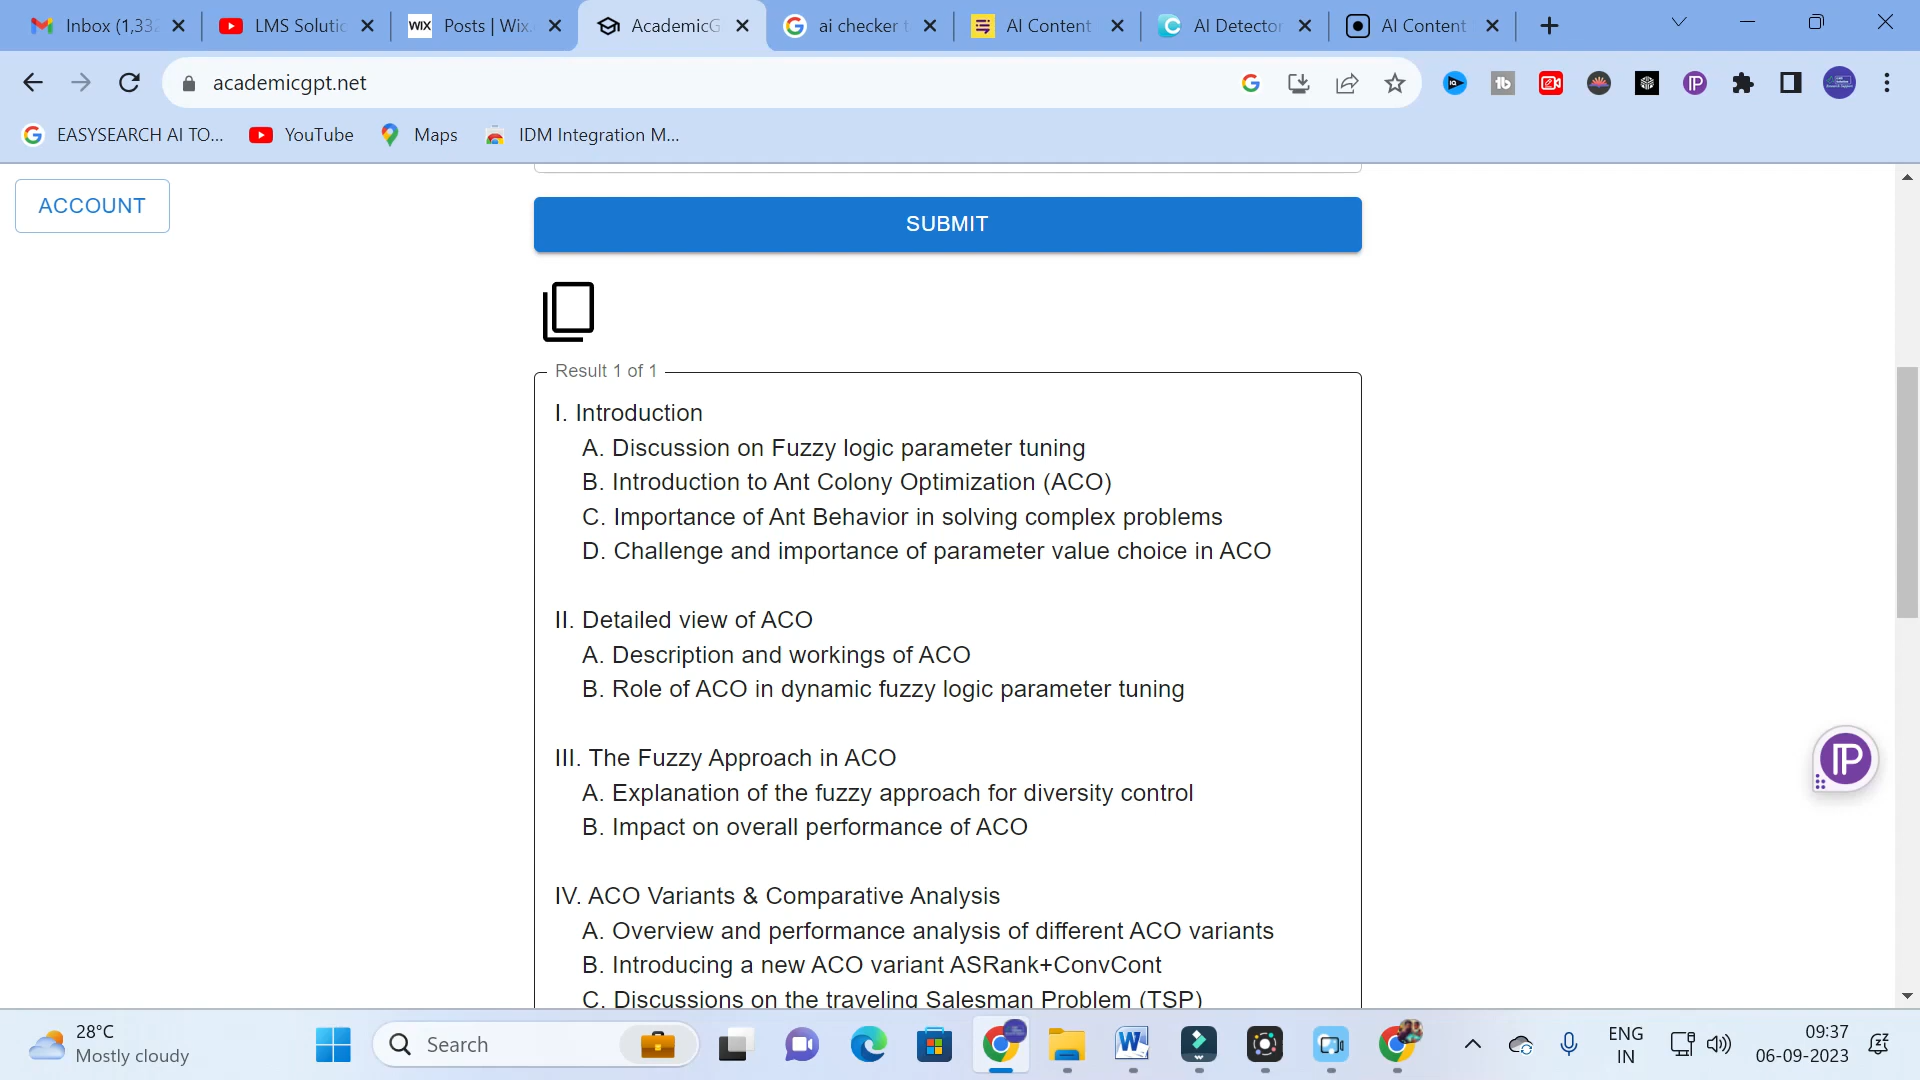 Inbox (1,332
LMS Solutic
WIX Posts | Wix.
AcademicG
ai checker t
AI Content
AI Detector
AI Content
academicgpt.net
EASYSEARCH AI TO...
YouTube
Maps
IDM Integration M...
ACCOUNT
SUBMIT
Result 1 of 1
I. Introduction
A. Discussion on Fuzzy logic parameter tuning
B. Introduction to Ant Colony Optimization (ACO)
C. Importance of Ant Behavior in solving complex problems
D. Challenge and importance of parameter value choice in ACO
II. Detailed view of ACO
A. Description and workings of ACO
B. Role of ACO in dynamic fuzzy logic parameter tuning
III. The Fuzzy Approach in ACO
A. Explanation of the fuzzy approach for diversity control
B. Impact on overall performance of ACO
IV. ACO Variants & Comparative Analysis
A. Overview and performance analysis of different ACO variants
B. Introducing a new ACO variant ASRank+ConvCont
C. Discussions on the traveling Salesman Problem (TSP)
28°C
Mostly cloudy
Search
ENG
IN
09:37
06-09-2023